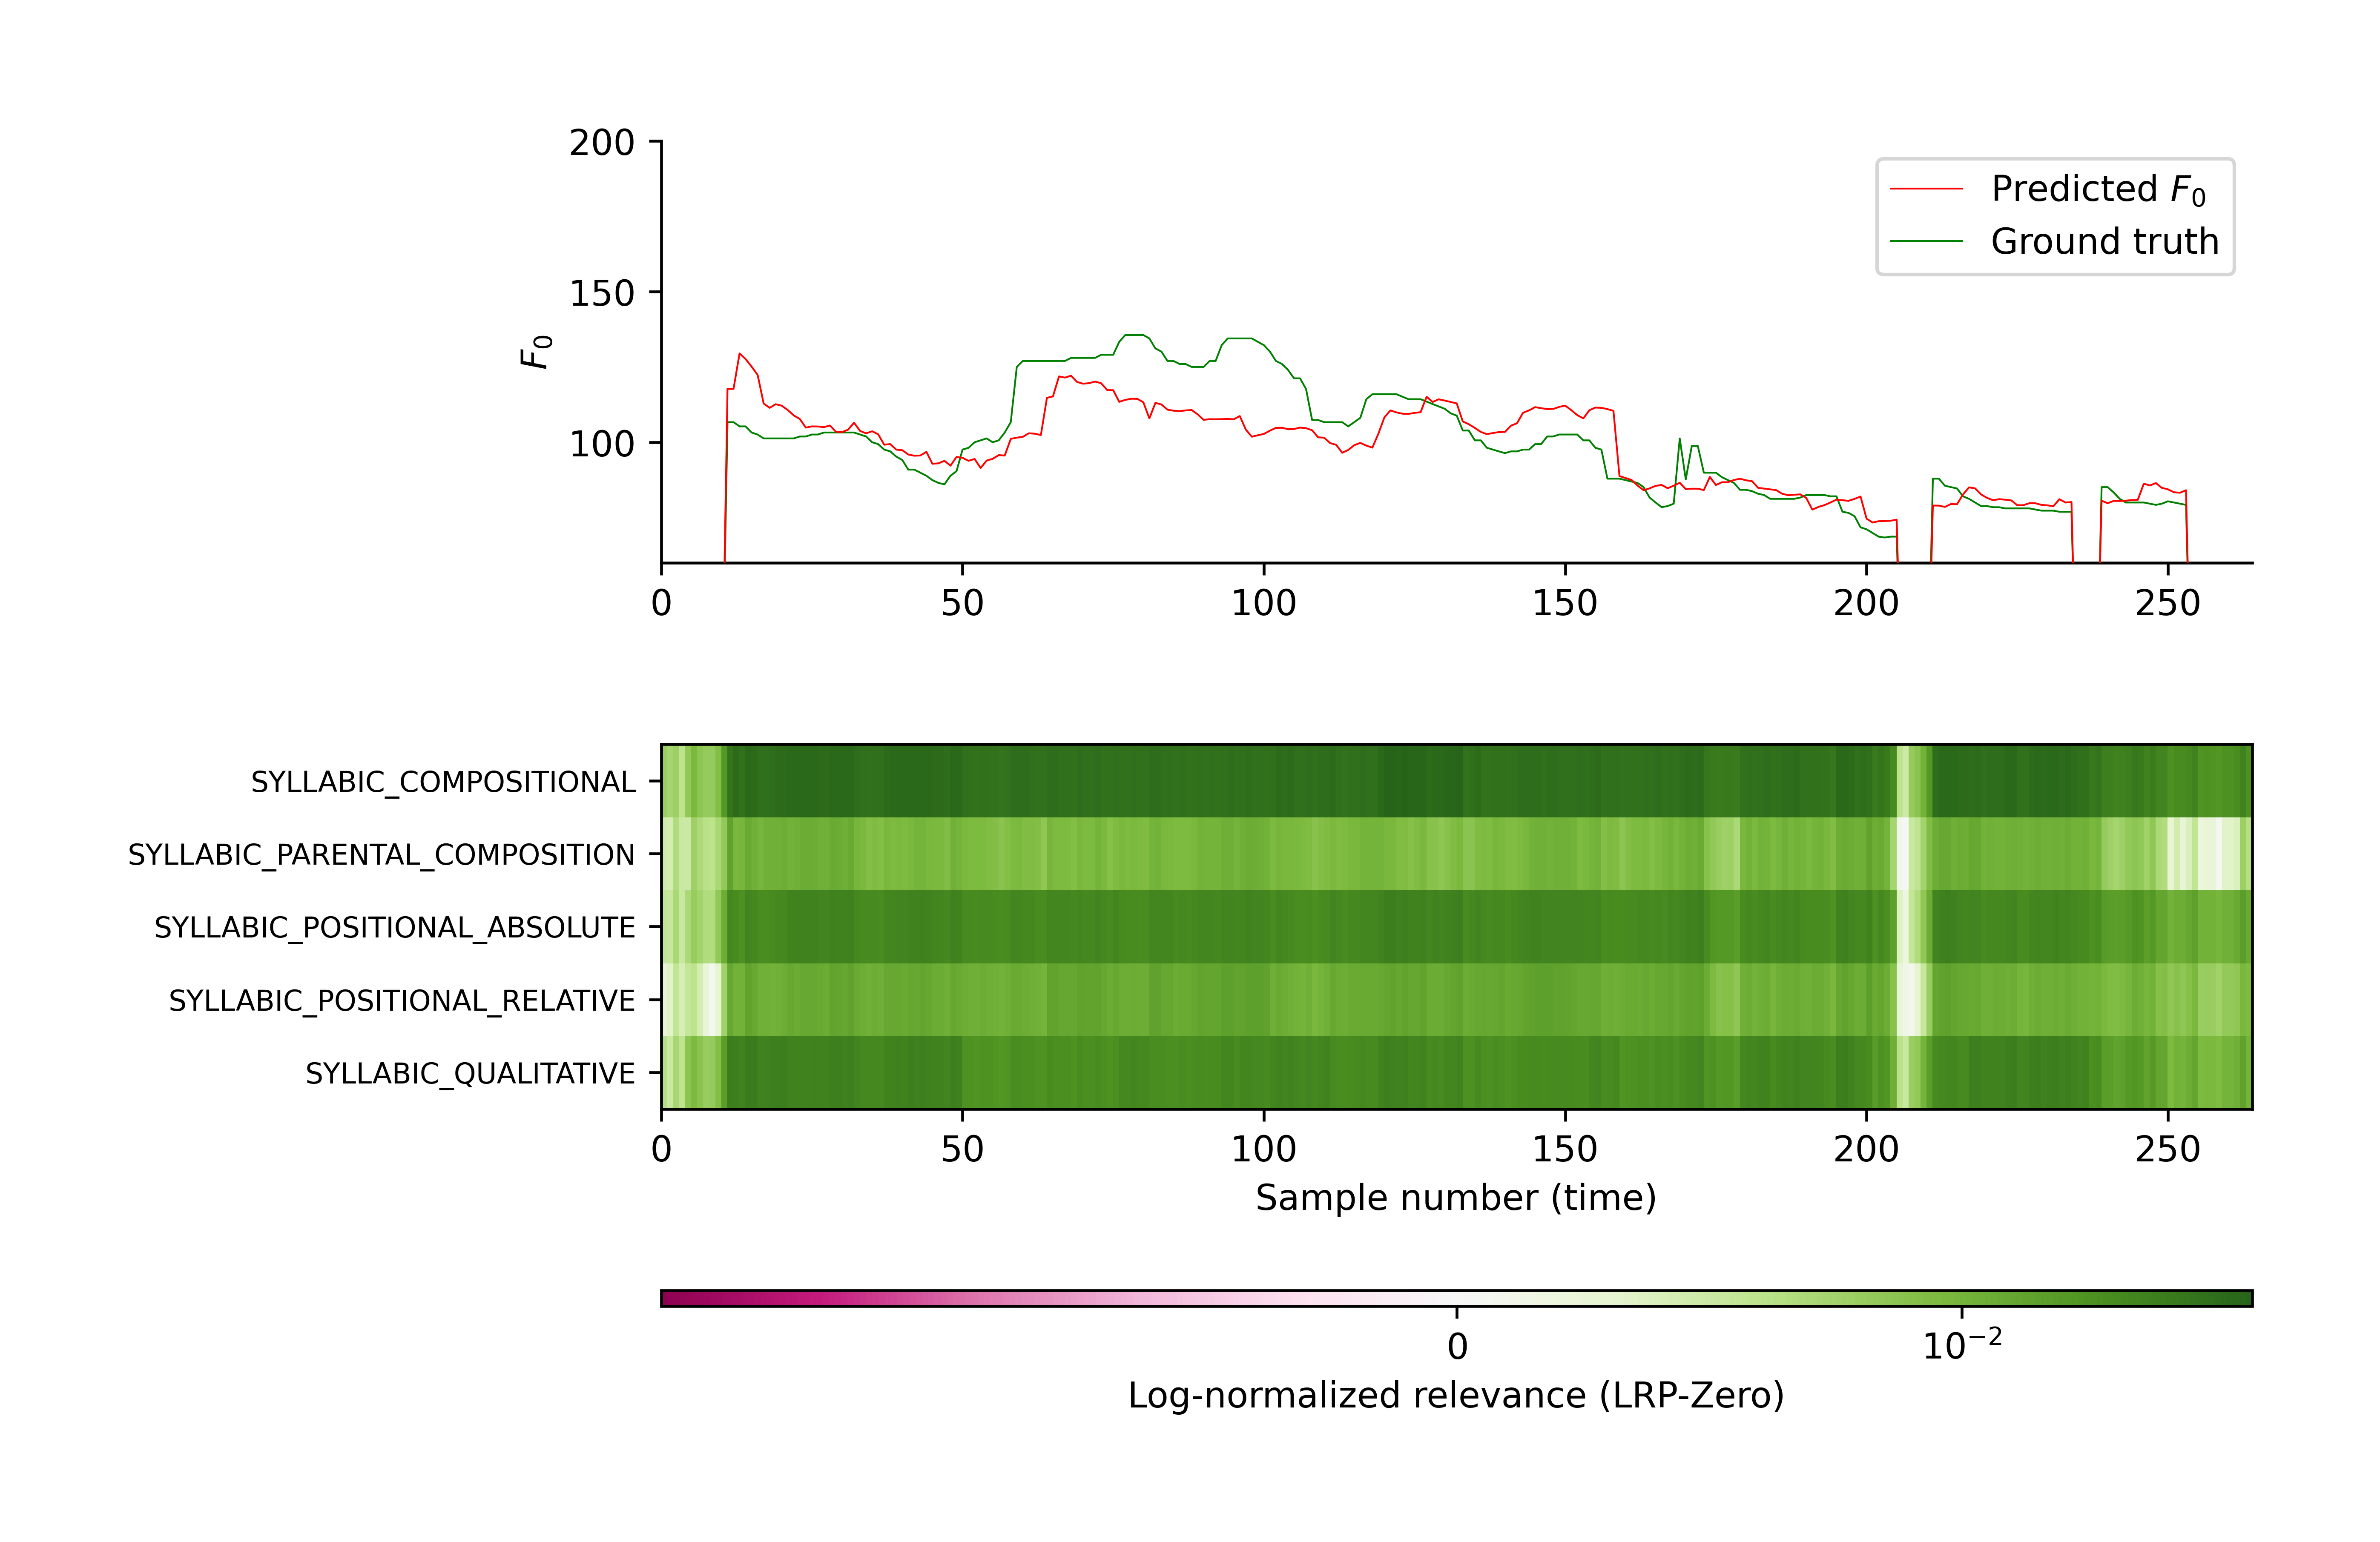 200
150
100
F₀
Predicted F₀
Ground truth
0 50 100 150 200 250
SYLLABIC_COMPOSITIONAL
SYLLABIC_PARENTAL_COMPOSITION
SYLLABIC_POSITIONAL_ABSOLUTE
SYLLABIC_POSITIONAL_RELATIVE
SYLLABIC_QUALITATIVE
0 50 100 150 200 250
Sample number (time)
0 10⁻²
Log-normalized relevance (LRP-Zero)